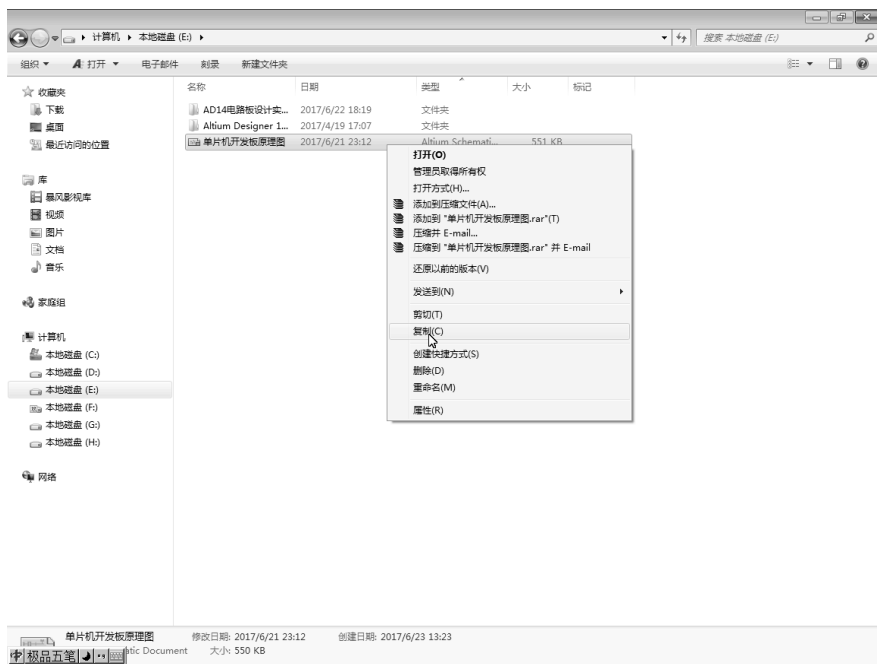 计算机 本地磁盘 (E:) 搜索 本地磁盘 (E:)
组织 打开 电子邮件 刻录 新建文件夹
名称 日期 类型 大小 标记
AD14电路板设计实... 2017/6/22 18:19 文件夹
Altium Designer 1... 2017/4/19 17:07 文件夹
单片机开发板原理图 2017/6/21 23:12 Altium Schemati... 551 KB
收藏夹
下载
桌面
最近访问的位置
库
暴风影视库
视频
图片
文档
音乐
家庭组
计算机
本地磁盘 (C:)
本地磁盘 (D:)
本地磁盘 (E:)
本地磁盘 (F:)
本地磁盘 (G:)
本地磁盘 (H:)
网络
打开(O)
管理员取得所有权
打开方式(H)...
添加到压缩文件(A)...
添加到 "单片机开发板原理图.rar"(T)
压缩并 E-mail...
压缩到 "单片机开发板原理图.rar" 并 E-mail
还原以前的版本(V)
发送到(N)
剪切(T)
复制(C)
创建快捷方式(S)
删除(D)
重命名(M)
属性(R)
单片机开发板原理图 修改日期: 2017/6/21 23:12 创建日期: 2017/6/23 13:23
tic Document 大小: 550 KB
中 极品五笔